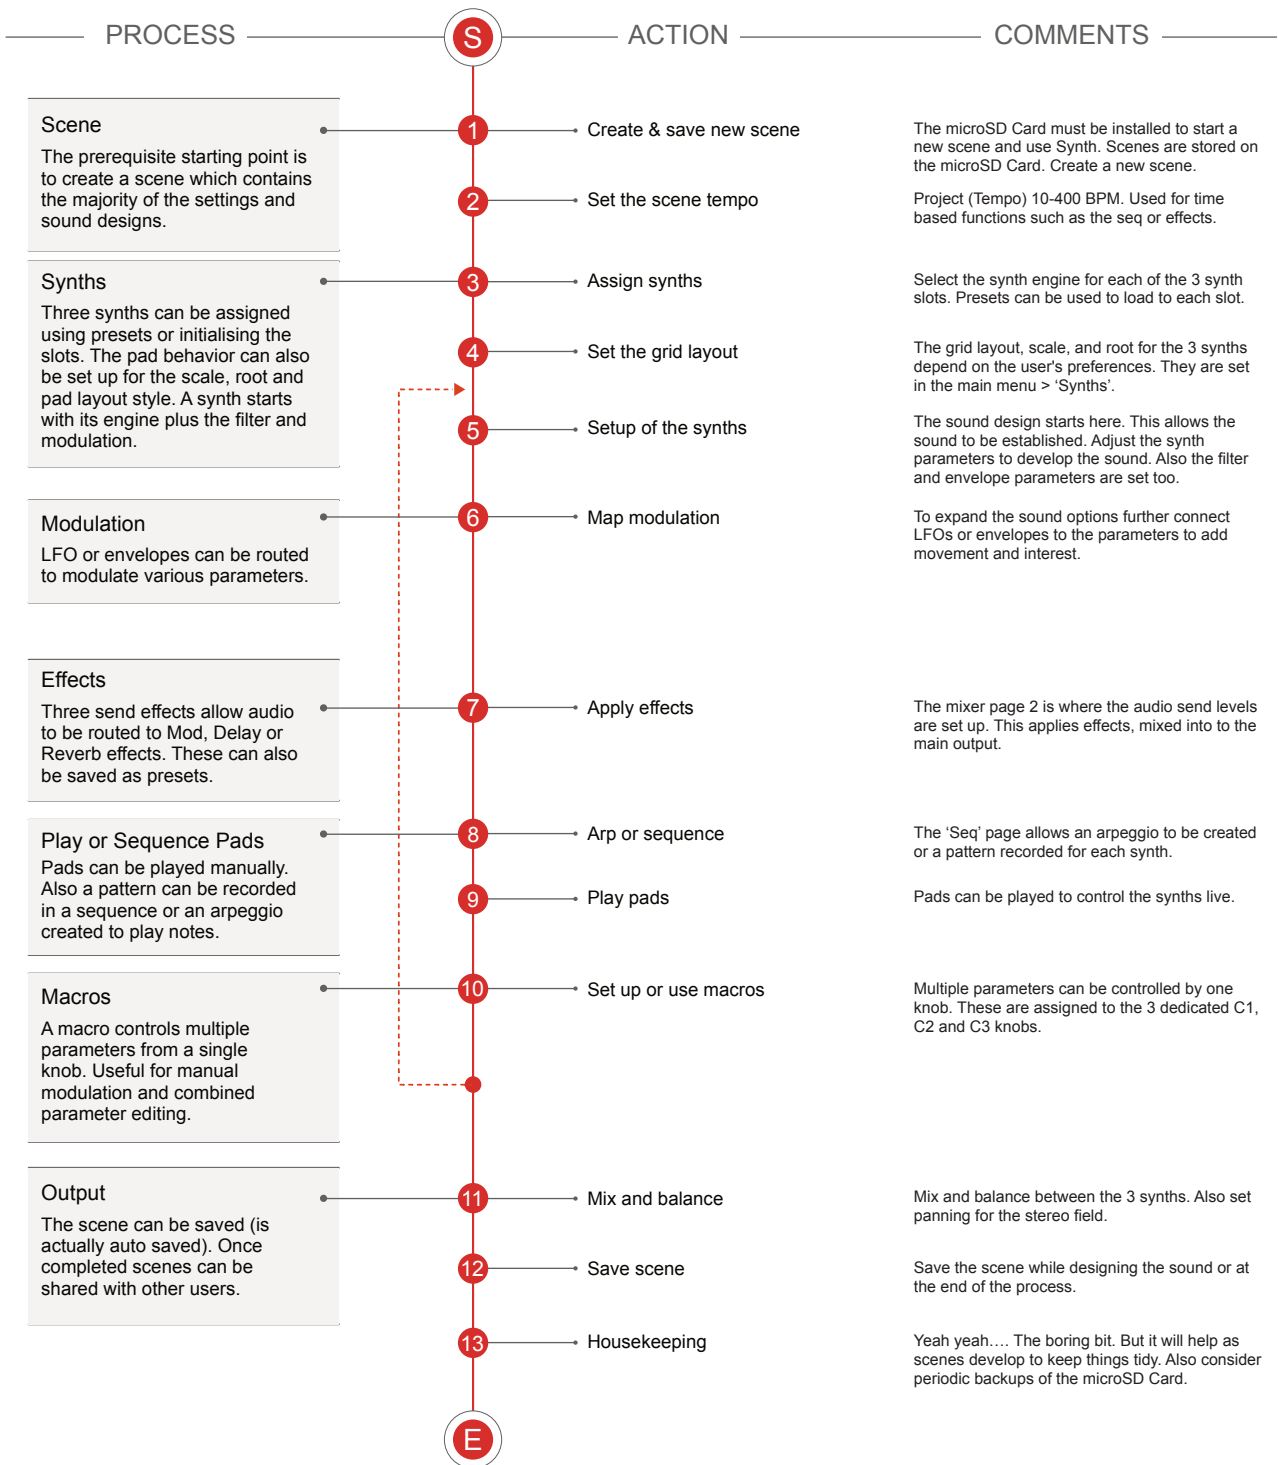 PROCESS
S
ACTION
COMMENTS
Scene
The prerequisite starting point is
to create a scene which contains
the majority of the settings and
sound designs.
1
Create & save new scene
The microSD Card must be installed to start a
new scene and use Synth. Scenes are stored on
the microSD Card. Create a new scene.
2
Set the scene tempo
Project (Tempo) 10-400 BPM. Used for time
based functions such as the seq or effects.
Synths
Three synths can be assigned
using presets or initialising the
slots. The pad behavior can also
be set up for the scale, root and
pad layout style. A synth starts
with its engine plus the filter and
modulation.
3
Assign synths
Select the synth engine for each of the 3 synth
slots. Presets can be used to load to each slot.
4
Set the grid layout
The grid layout, scale, and root for the 3 synths
depend on the user's preferences. They are set
in the main menu > ‘Synths’.
5
Setup of the synths
The sound design starts here. This allows the
sound to be established. Adjust the synth
parameters to develop the sound. Also the filter
and envelope parameters are set too.
Modulation
LFO or envelopes can be routed
to modulate various parameters.
6
Map modulation
To expand the sound options further connect
LFOs or envelopes to the parameters to add
movement and interest.
Effects
Three send effects allow audio
to be routed to Mod, Delay or
Reverb effects. These can also
be saved as presets.
7
Apply effects
The mixer page 2 is where the audio send levels
are set up. This applies effects, mixed into to the
main output.
Play or Sequence Pads
Pads can be played manually.
Also a pattern can be recorded
in a sequence or an arpeggio
created to play notes.
8
Arp or sequence
The ‘Seq’ page allows an arpeggio to be created
or a pattern recorded for each synth.
9
Play pads
Pads can be played to control the synths live.
Macros
A macro controls multiple
parameters from a single
knob. Useful for manual
modulation and combined
parameter editing.
10
Set up or use macros
Multiple parameters can be controlled by one
knob. These are assigned to the 3 dedicated C1,
C2 and C3 knobs.
Output
The scene can be saved (is
actually auto saved). Once
completed scenes can be
shared with other users.
11
Mix and balance
Mix and balance between the 3 synths. Also set
panning for the stereo field.
12
Save scene
Save the scene while designing the sound or at
the end of the process.
13
Housekeeping
Yeah yeah…. The boring bit. But it will help as
scenes develop to keep things tidy. Also consider
periodic backups of the microSD Card.
E